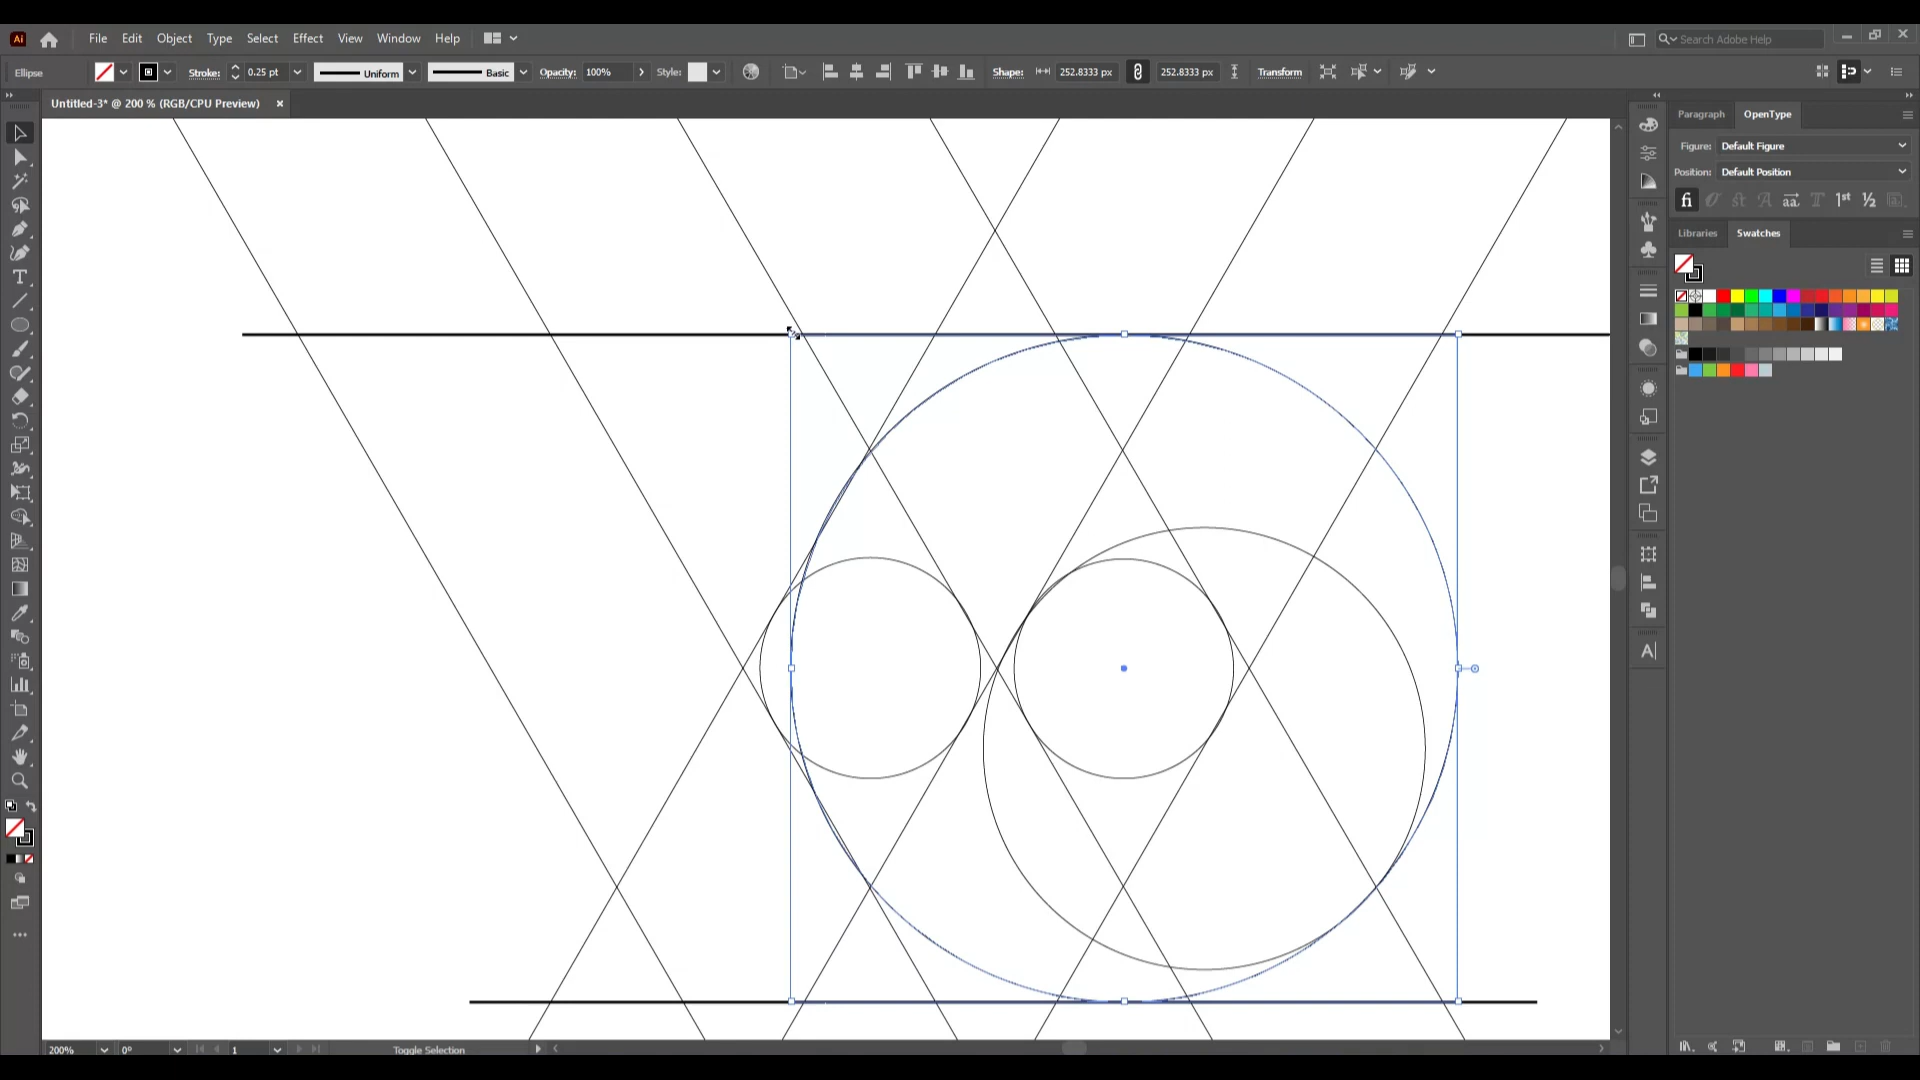 Ai File Edit Object Type Select Effect View Window Help Search Adobe Help
Ellipse Stroke: 0.25 pt Uniform Basic Opacity: 100% Style: Shape: 252.8333 px 252.8333 px Transform
Untitled-3* @ 200 % (RGB/CPU Preview)
Paragraph OpenType
Figure: Default Figure
Position: Default Position
Libraries Swatches
200% 0° 1 Toggle Selection